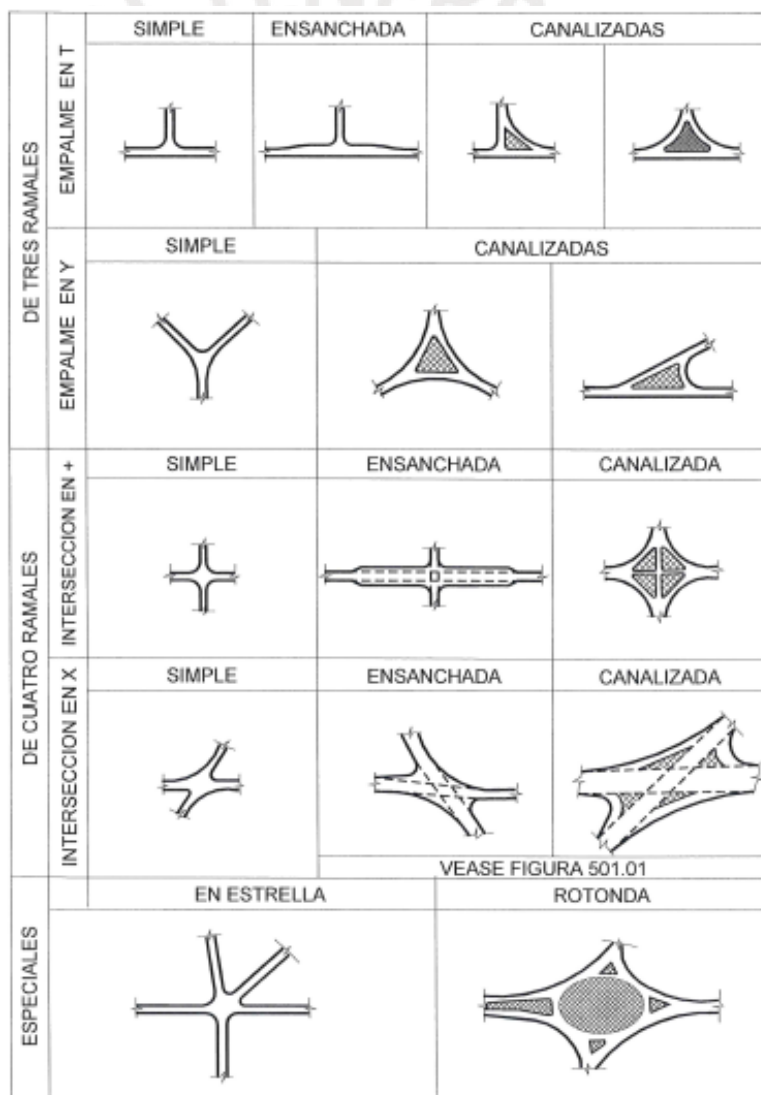 DE TRES RAMALES
EMPALME EN T
SIMPLE
ENSANCHADA
CANALIZADAS
EMPALME EN Y
SIMPLE
CANALIZADAS
DE CUATRO RAMALES
INTERSECCION EN +
SIMPLE
ENSANCHADA
CANALIZADA
INTERSECCION EN X
SIMPLE
ENSANCHADA
CANALIZADA
VEASE FIGURA 501.01
ESPECIALES
EN ESTRELLA
ROTONDA